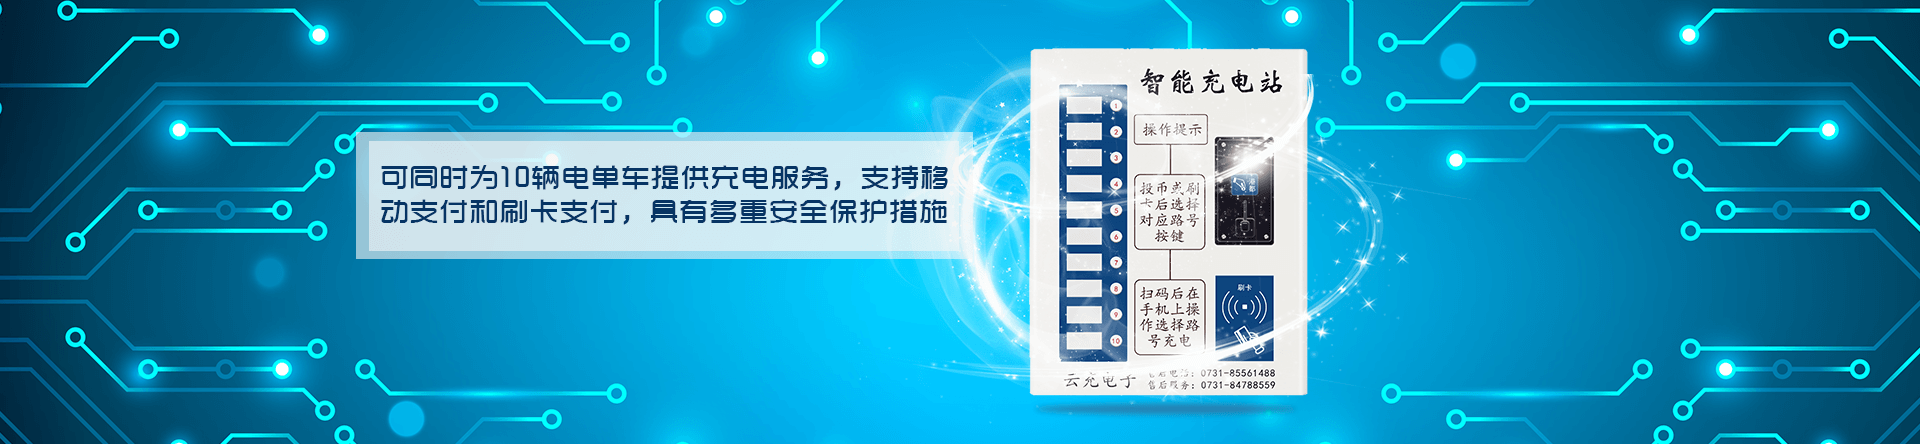 可同时为10辆电单车提供充电服务，支持移
动支付和刷卡支付，具有多重安全保护措施
智能充电站
1
2
3
4
5
6
7
8
9
10
操作提示
投币或刷
卡后选择
对应路号
按键
扫码后在
手机上操
作选择路
号充电
刷卡
云充电子
售后电话：0731-85561488
售后服务：0731-84788559